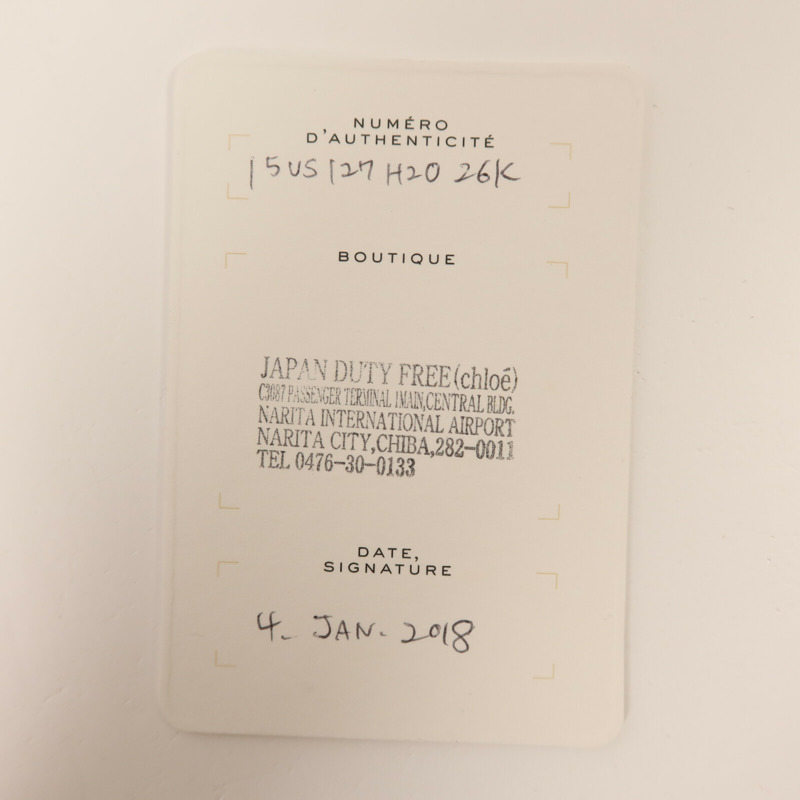 NUMÉRO
D'AUTHENTICITÉ
15US127 H20 26K
BOUTIQUE
JAPAN DUTY FREE(chloé)
C3087 PASSENGER TERMINAL 1MAIN,CENTRAL BLDG.
NARITA INTERNATIONAL AIRPORT
NARITA CITY,CHIBA,282-0011
TEL 0476-30-0133
DATE,
SIGNATURE
4. JAN. 2018